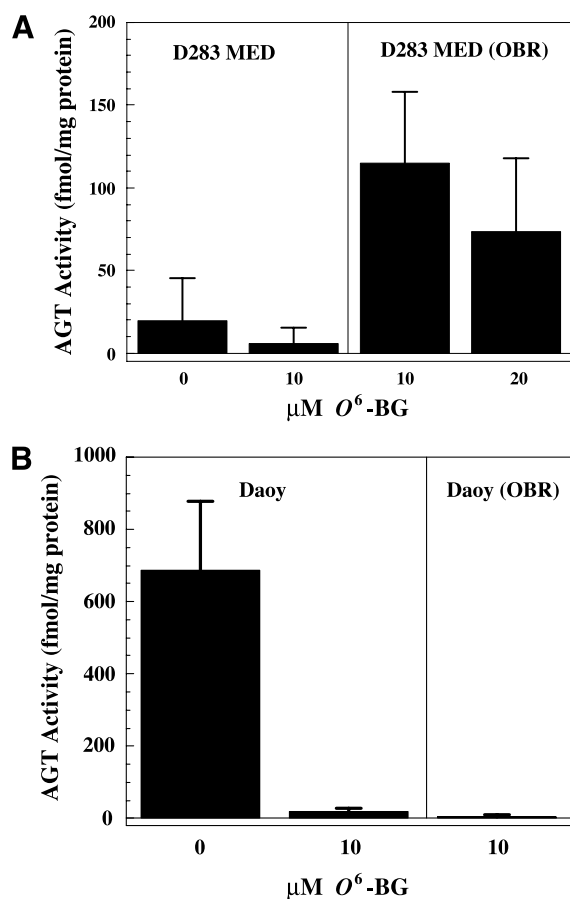 A
AGT Activity (fmol/mg protein)
200
150
100
50
0
D283 MED
D283 MED (OBR)
0
10
10
20
μM O⁶-BG
B
AGT Activity (fmol/mg protein)
1000
800
600
400
200
0
Daoy
Daoy (OBR)
0
10
10
μM O⁶-BG